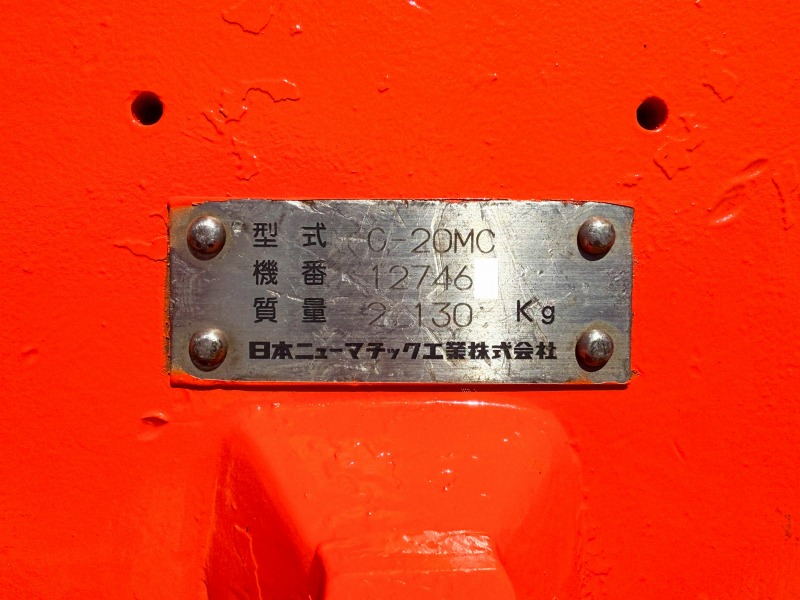 型式 C-20MC
機番 12746
質量 2,130 Kg
日本ニューマチック工業株式会社